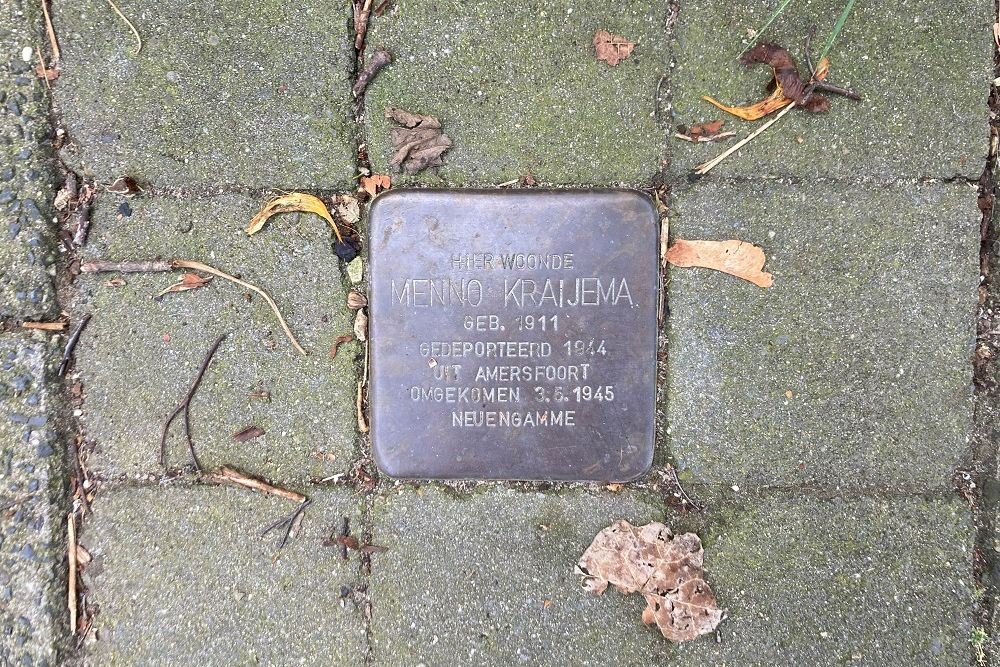 HIER WOONDE
MENNO KRAIJEMA
GEB. 1911
GEDEPORTEERD 1944
UIT AMERSFOORT
OMGEKOMEN 3.5.1945
NEUENGAMME